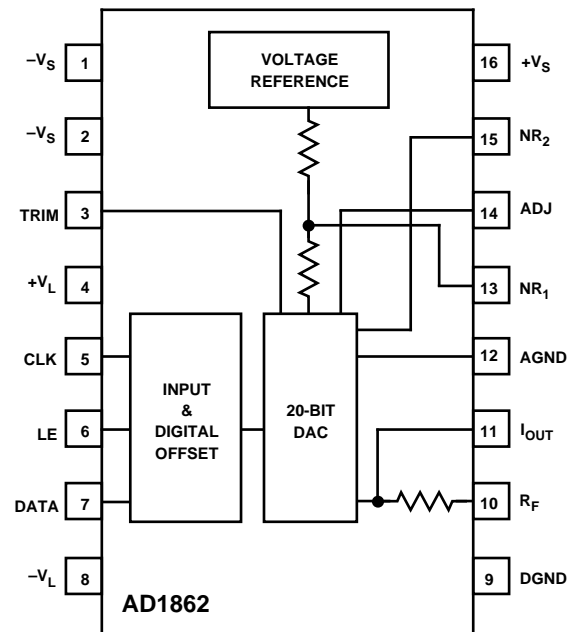 VOLTAGE
REFERENCE
–VS 1
–VS 2
TRIM 3
+VL 4
CLK 5
LE 6
DATA 7
–VL 8
INPUT
&
DIGITAL
OFFSET
20-BIT
DAC
16 +VS
15 NR2
14 ADJ
13 NR1
12 AGND
11 IOUT
10 RF
9 DGND
AD1862